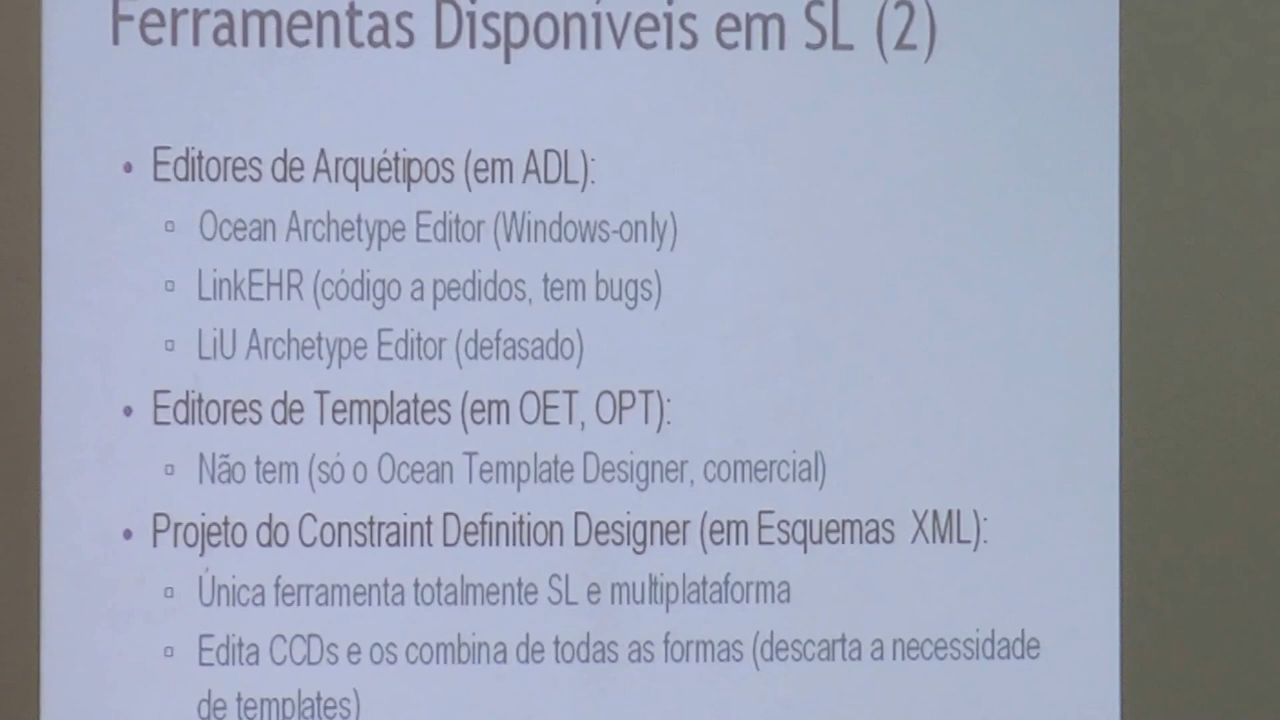 Ferramentas Disponíveis em SL (2)
• Editores de Arquétipos (em ADL):
▫ Ocean Archetype Editor (Windows-only)
▫ LinkEHR (código a pedidos, tem bugs)
▫ LiU Archetype Editor (defasado)
• Editores de Templates (em OET, OPT):
▫ Não tem (só o Ocean Template Designer, comercial)
• Projeto do Constraint Definition Designer (em Esquemas XML):
▫ Única ferramenta totalmente SL e multiplataforma
▫ Edita CCDs e os combina de todas as formas (descarta a necessidade
de templates)